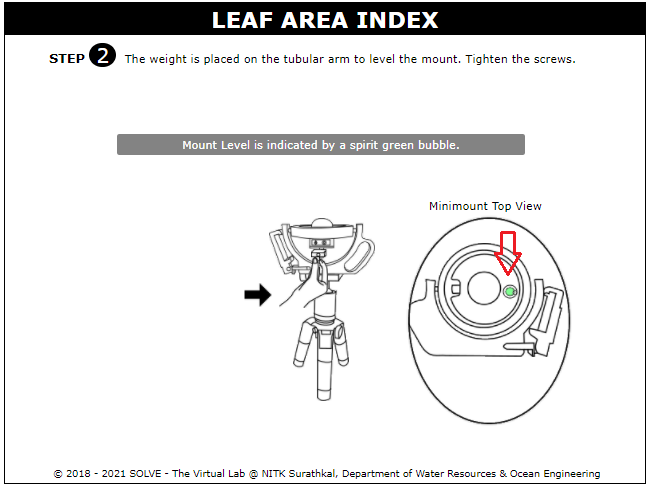 LEAF AREA INDEX
STEP 2 The weight is placed on the tubular arm to level the mount. Tighten the screws.
Mount Level is indicated by a spirit green bubble.
Minimount Top View
© 2018 - 2021 SOLVE - The Virtual Lab @ NITK Surathkal, Department of Water Resources & Ocean Engineering